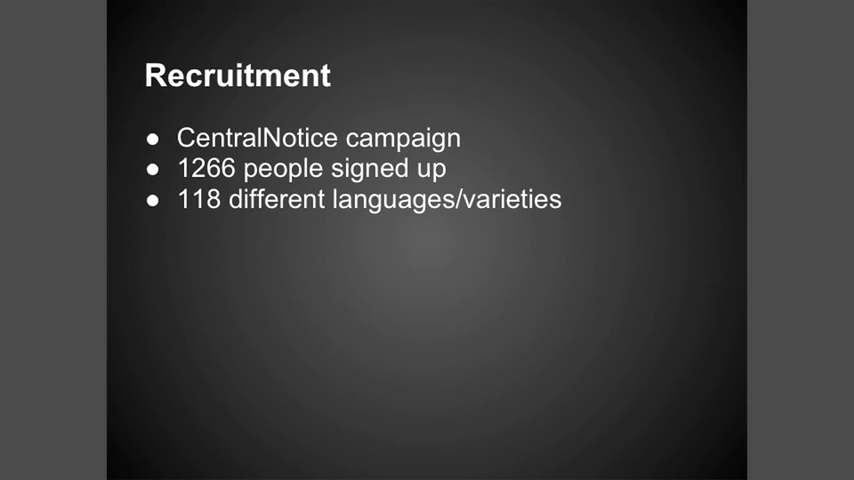 Recruitment
● CentralNotice campaign
● 1266 people signed up
● 118 different languages/varieties